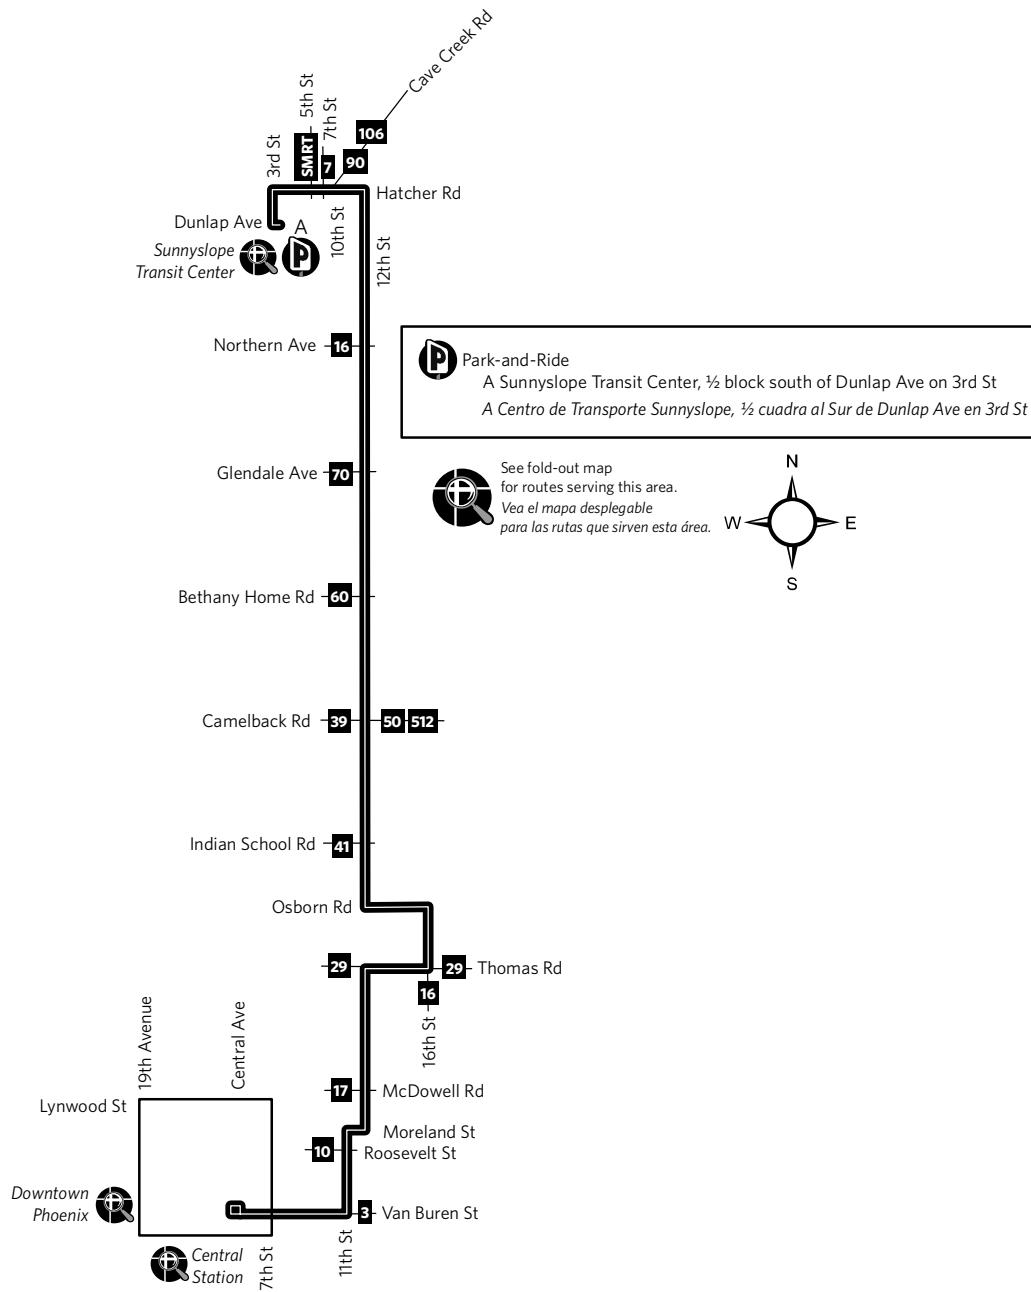 Cave Creek Rd
5th St
7th St
3rd St
106
SMRT
7
90
Hatcher Rd
Dunlap Ave
A
10th St
12th St
Sunnyslope
Transit Center
P
Northern Ave
16
P
Park-and-Ride
A Sunnyslope Transit Center, ½ block south of Dunlap Ave on 3rd St
A Centro de Transporte Sunnyslope, ½ cuadra al Sur de Dunlap Ave en 3rd St
Glendale Ave
70
See fold-out map
for routes serving this area.
Vea el mapa desplegable
para las rutas que sirven esta área.
N
W
E
S
Bethany Home Rd
60
Camelback Rd
39
50
512
Indian School Rd
41
Osborn Rd
29
29
Thomas Rd
16
16th St
19th Avenue
Central Ave
17
McDowell Rd
Lynwood St
Moreland St
10
Roosevelt St
Downtown
Phoenix
3
Van Buren St
11th St
7th St
Central
Station